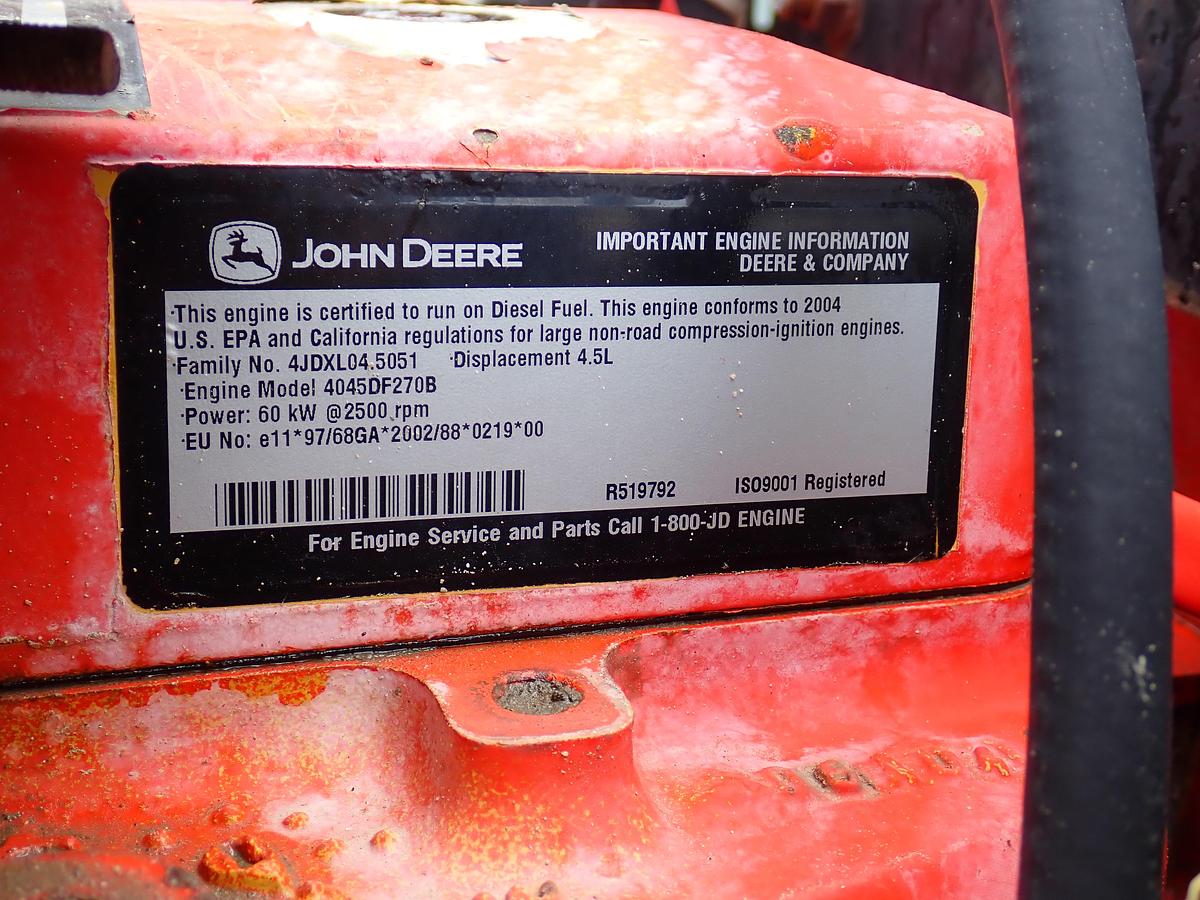 JOHN DEERE
IMPORTANT ENGINE INFORMATION
DEERE & COMPANY
·This engine is certified to run on Diesel Fuel. This engine conforms to 2004
U.S. EPA and California regulations for large non-road compression-ignition engines.
·Family No. 4JDXL04.5051 ·Displacement 4.5L
·Engine Model 4045DF270B
·Power: 60 kW @2500 rpm
·EU No: e11*97/68GA*2002/88*0219*00
R519792 ISO9001 Registered
For Engine Service and Parts Call 1-800-JD ENGINE